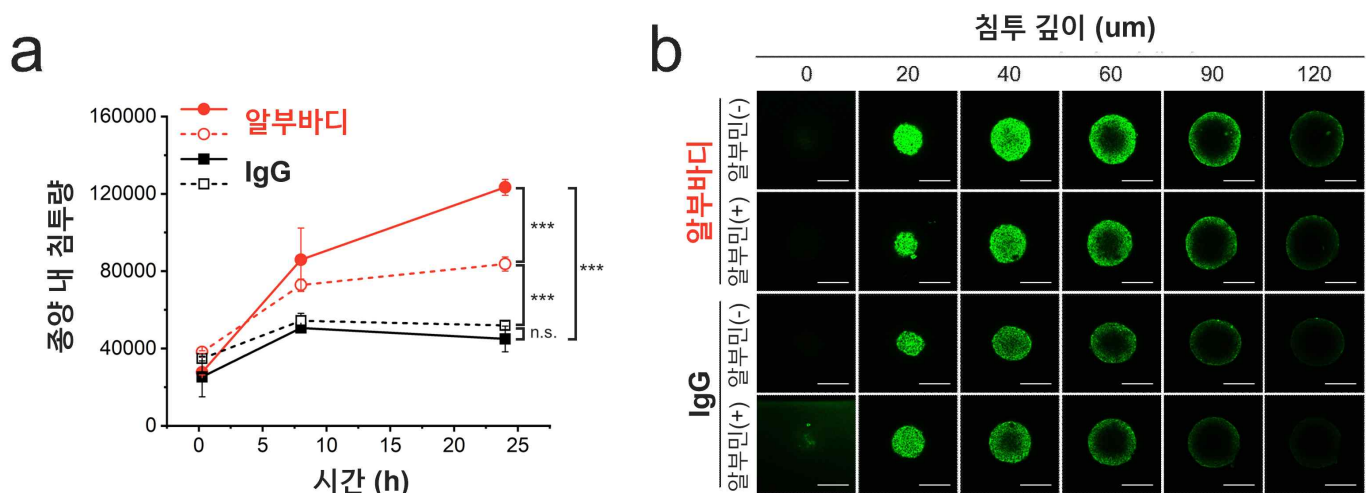 a
알부바디
IgG
160000
120000
80000
40000
0
종양 내 침투량
0 5 10 15 20 25
시간 (h)
***
***
***
n.s.
b
침투 깊이 (um)
0 20 40 60 90 120
알부바디
알부민(-)
알부민(+)
IgG
알부민(-)
알부민(+)